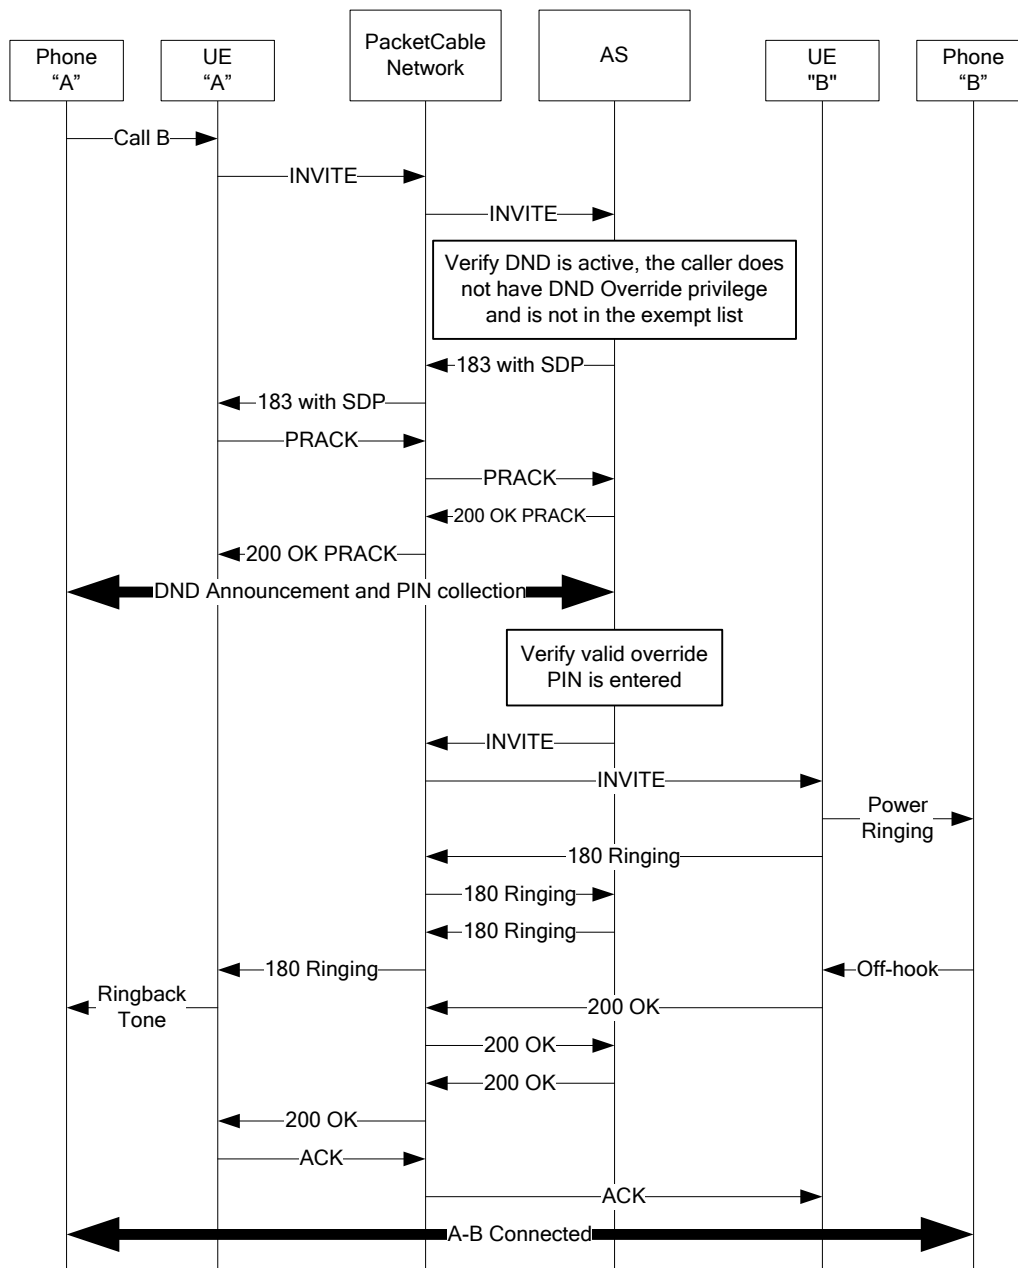 Phone
“A”
UE
“A”
PacketCable
Network
AS
UE
"B"
Phone
“B”
Call B
INVITE
INVITE
Verify DND is active, the caller does
not have DND Override privilege
and is not in the exempt list
183 with SDP
183 with SDP
PRACK
PRACK
200 OK PRACK
200 OK PRACK
DND Announcement and PIN collection
Verify valid override
PIN is entered
INVITE
INVITE
Power
Ringing
180 Ringing
180 Ringing
180 Ringing
180 Ringing
Off-hook
Ringback
Tone
200 OK
200 OK
200 OK
200 OK
ACK
ACK
A-B Connected